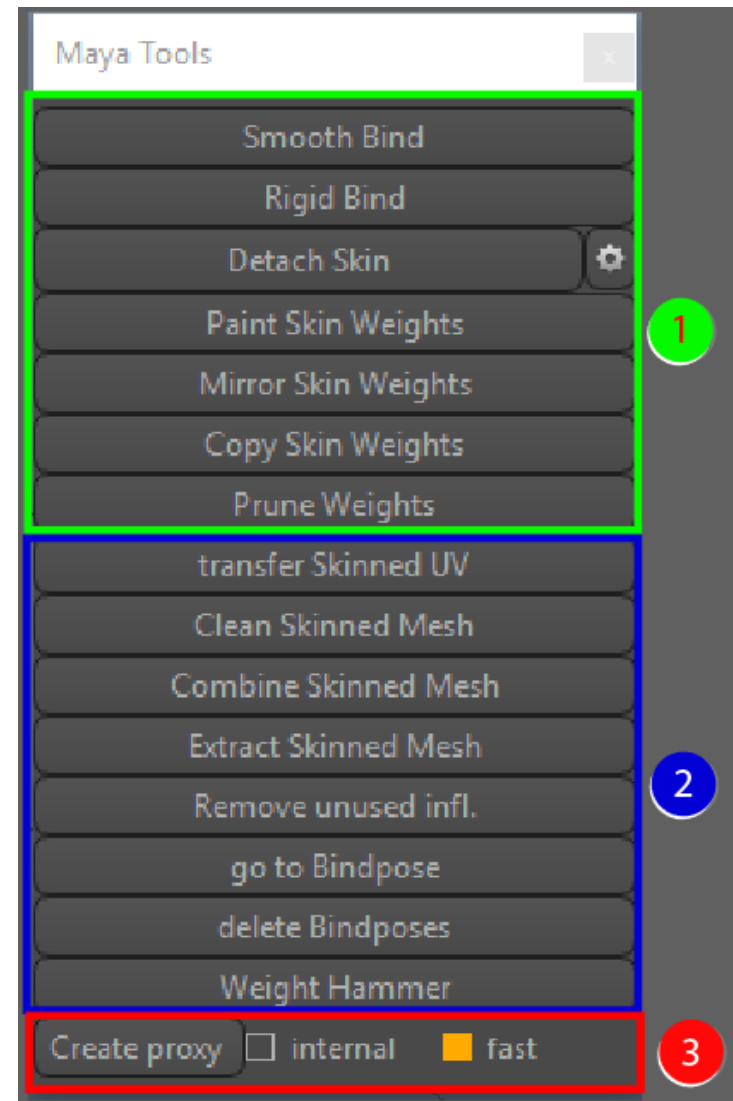 Maya Tools x
Smooth Bind
Rigid Bind
Detach Skin
Paint Skin Weights
1
Mirror Skin Weights
Copy Skin Weights
Prune Weights
transfer Skinned UV
Clean Skinned Mesh
Combine Skinned Mesh
Extract Skinned Mesh
2
Remove unused infl.
go to Bindpose
delete Bindposes
Weight Hammer
Create proxy internal fast 3